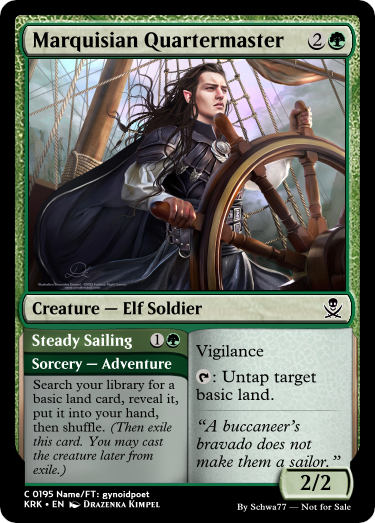 Marquisian Quartermaster 2
Creature — Elf Soldier
Steady Sailing 1
Sorcery — Adventure
Search your library for a
basic land card, reveal it,
put it into your hand,
then shuffle. (Then exile
this card. You may cast
the creature later from
exile.)
Vigilance
: Untap target
basic land.
“A buccaneer's
bravado does not
make them a sailor.”
2/2
C 0195 Name/FT: gynoidpoet
KRK • EN Drazenka Kimpel
By Schwa77 — Not for Sale